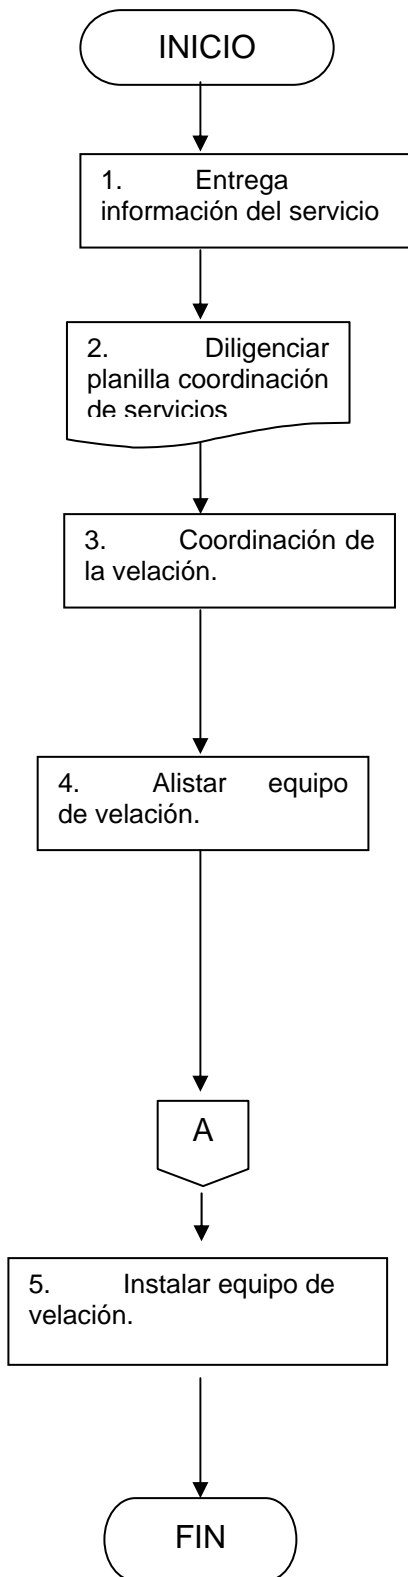 INICIO
1. Entrega
información del servicio
2. Diligenciar
planilla coordinación
de servicios
3. Coordinación de
la velación.
4. Alistar equipo
de velación.
A
5. Instalar equipo de
velación.
FIN